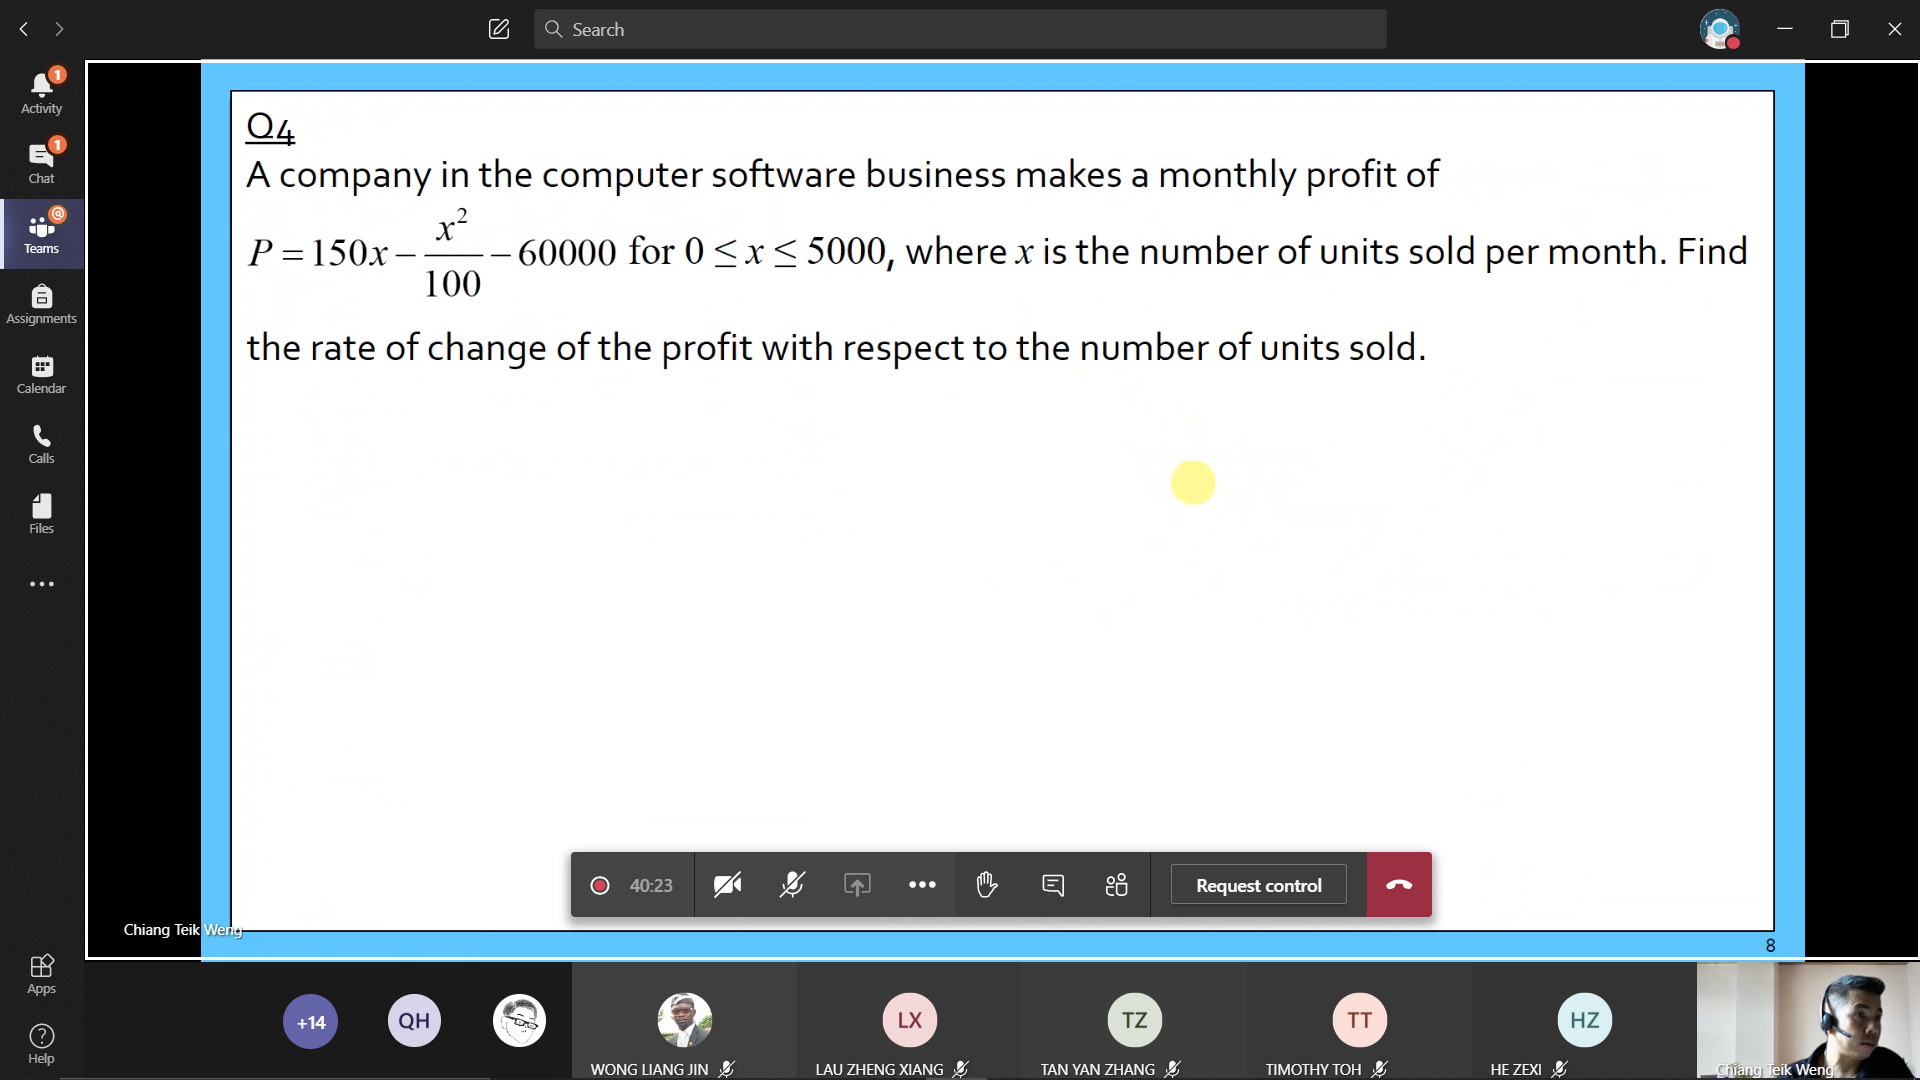 Search
1
Activity
1
Chat
@
Teams
Assignments
Calendar
Calls
Files
Apps
Help
Q4
A company in the computer software business makes a monthly profit of
P = 150x − x²/100 − 60000 for 0 ≤ x ≤ 5000, where x is the number of units sold per month. Find
the rate of change of the profit with respect to the number of units sold.
40:23
Request control
Chiang Teik Weng
8
+14
QH
LX
TZ
TT
HZ
WONG LIANG JIN
LAU ZHENG XIANG
TAN YAN ZHANG
TIMOTHY TOH
HE ZEXI
Chiang Teik Weng